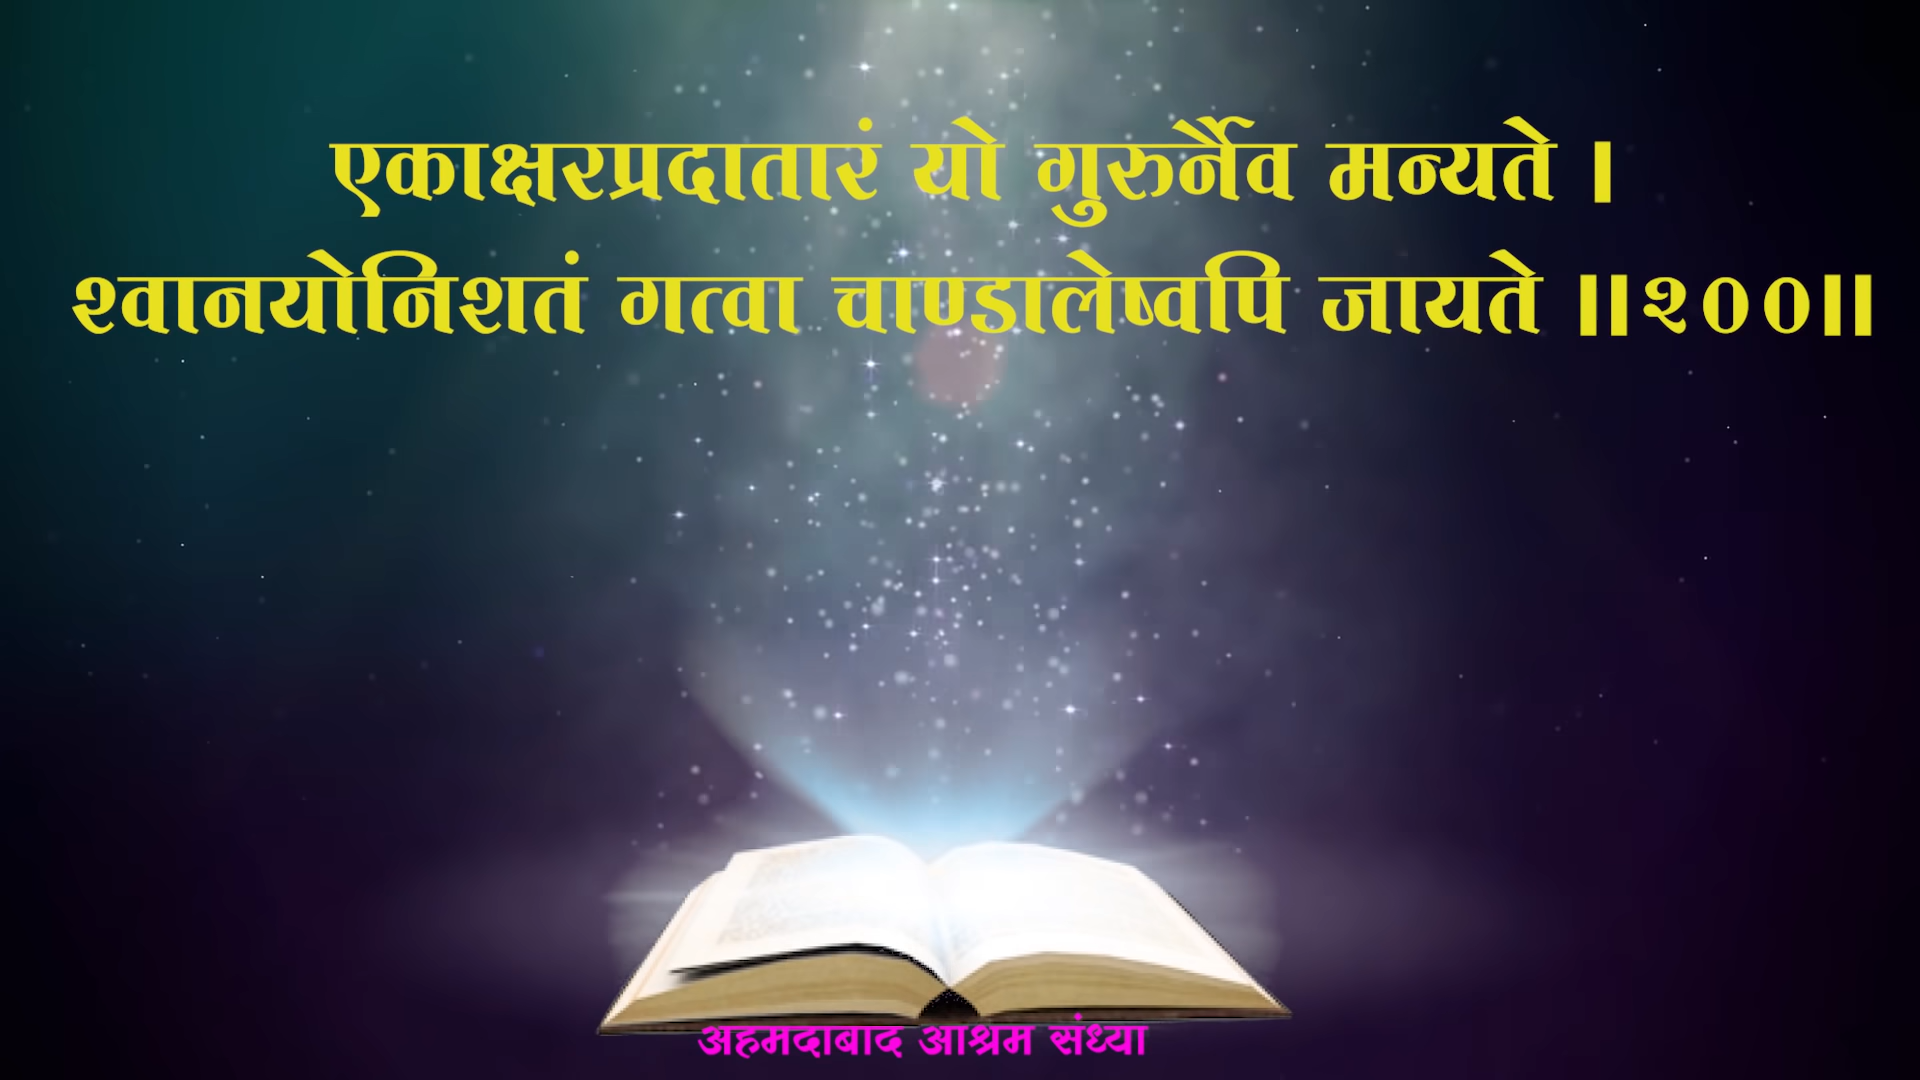 एकाक्षरप्रदातारं यो गुरुर्नैव मन्यते ।
श्वानयोनिशतं गत्वा चाण्डालेष्वपि जायते ॥२००॥
अहमदाबाद आश्रम संध्या